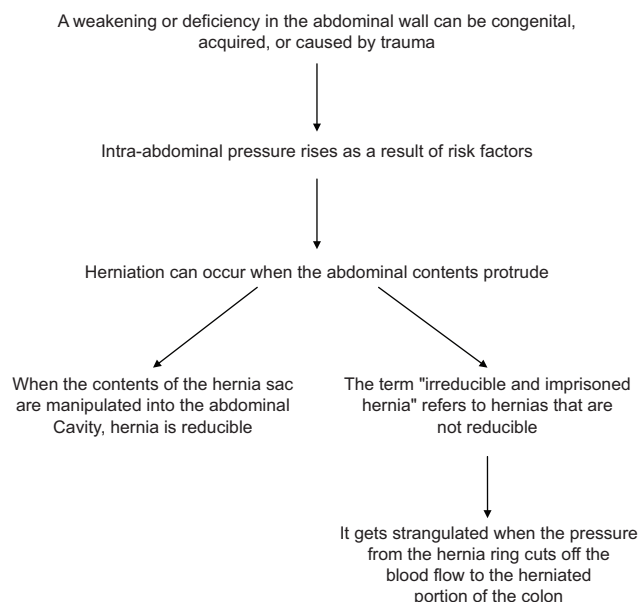 A weakening or deficiency in the abdominal wall can be congenital,
acquired, or caused by trauma
Intra-abdominal pressure rises as a result of risk factors
Herniation can occur when the abdominal contents protrude
When the contents of the hernia sac
are manipulated into the abdominal
Cavity, hernia is reducible
The term "irreducible and imprisoned
hernia" refers to hernias that are
not reducible
It gets strangulated when the pressure
from the hernia ring cuts off the
blood flow to the herniated
portion of the colon